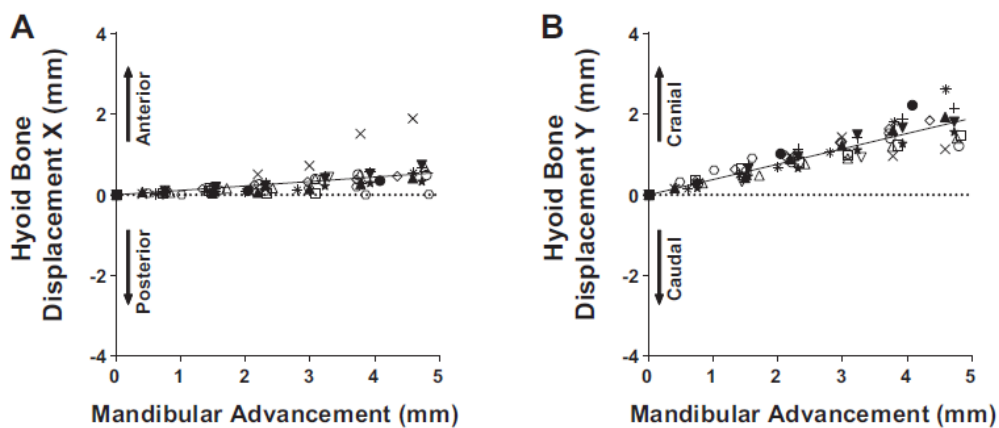 A
Hyoid Bone
Displacement X (mm)
4
2
0
-2
-4
Anterior
Posterior
0 1 2 3 4 5
Mandibular Advancement (mm)
B
Hyoid Bone
Displacement Y (mm)
4
2
0
-2
-4
Cranial
Caudal
0 1 2 3 4 5
Mandibular Advancement (mm)